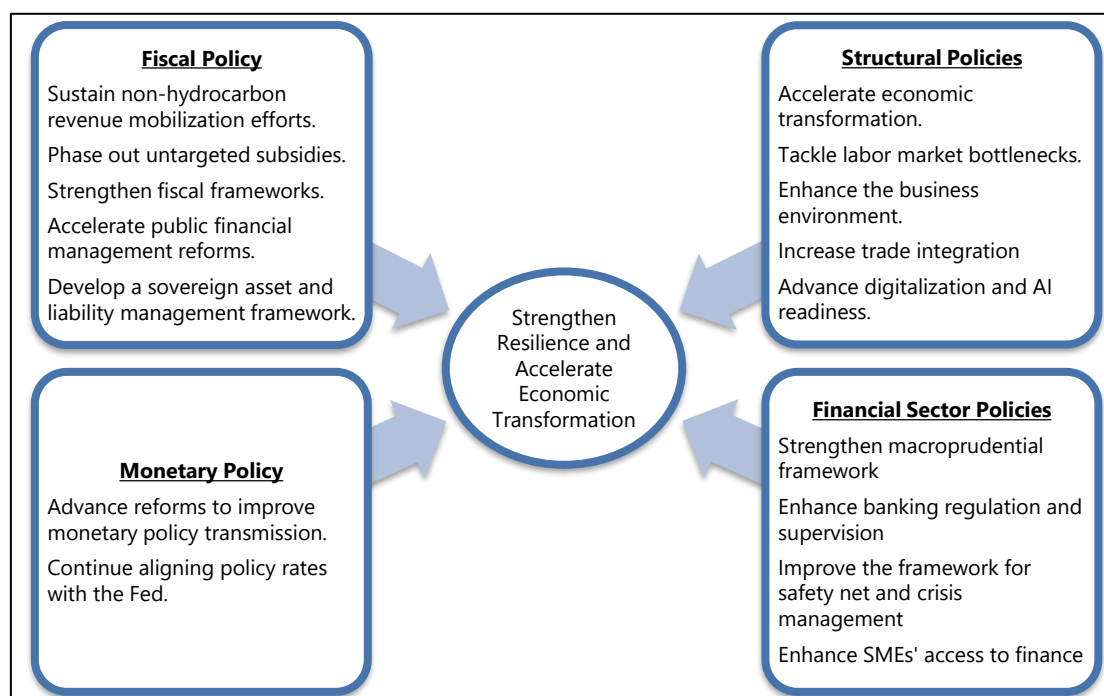 Fiscal Policy
Sustain non-hydrocarbon
revenue mobilization efforts.
Phase out untargeted subsidies.
Strengthen fiscal frameworks.
Accelerate public financial
management reforms.
Develop a sovereign asset and
liability management framework.
Structural Policies
Accelerate economic
transformation.
Tackle labor market bottlenecks.
Enhance the business
environment.
Increase trade integration
Advance digitalization and AI
readiness.
Strengthen
Resilience and
Accelerate
Economic
Transformation
Monetary Policy
Advance reforms to improve
monetary policy transmission.
Continue aligning policy rates
with the Fed.
Financial Sector Policies
Strengthen macroprudential
framework
Enhance banking regulation and
supervision
Improve the framework for
safety net and crisis
management
Enhance SMEs' access to finance